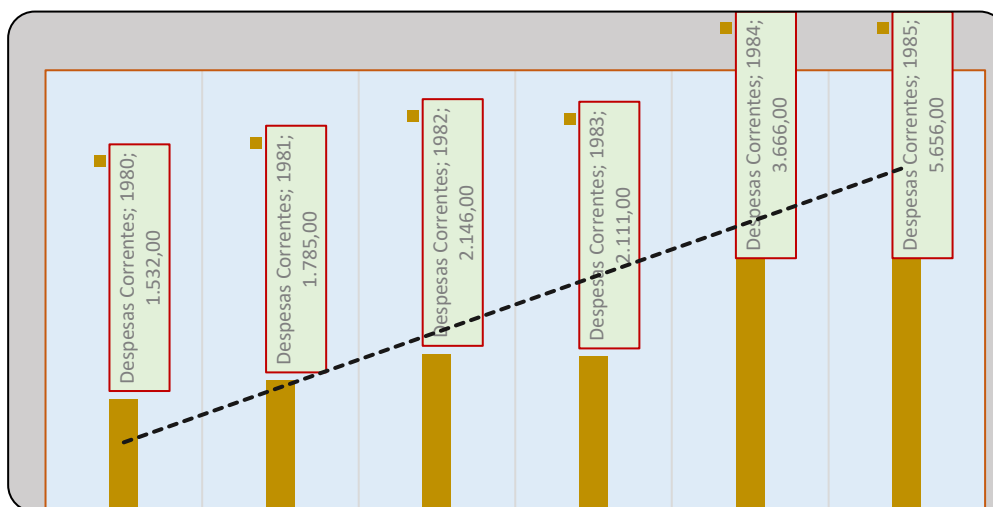 Despesas Correntes; 1980;
1.532,00
Despesas Correntes; 1981;
1.785,00
Despesas Correntes; 1982;
2.146,00
Despesas Correntes; 1983;
2.111,00
Despesas Correntes; 1984;
3.666,00
Despesas Correntes; 1985;
5.656,00